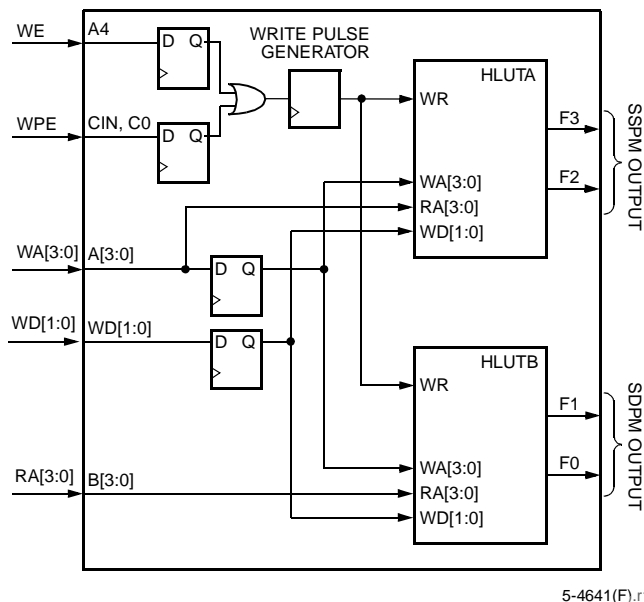 WE
A4
D Q
WRITE PULSE
GENERATOR
HLUTA
WR
F3
WPE
CIN, C0
D Q
F2
SSPM OUTPUT
WA[3:0]
RA[3:0]
WD[1:0]
WA[3:0]
A[3:0]
D Q
WD[1:0]
WD[1:0]
D Q
HLUTB
WR
F1
F0
SDPM OUTPUT
WA[3:0]
RA[3:0]
WD[1:0]
RA[3:0]
B[3:0]